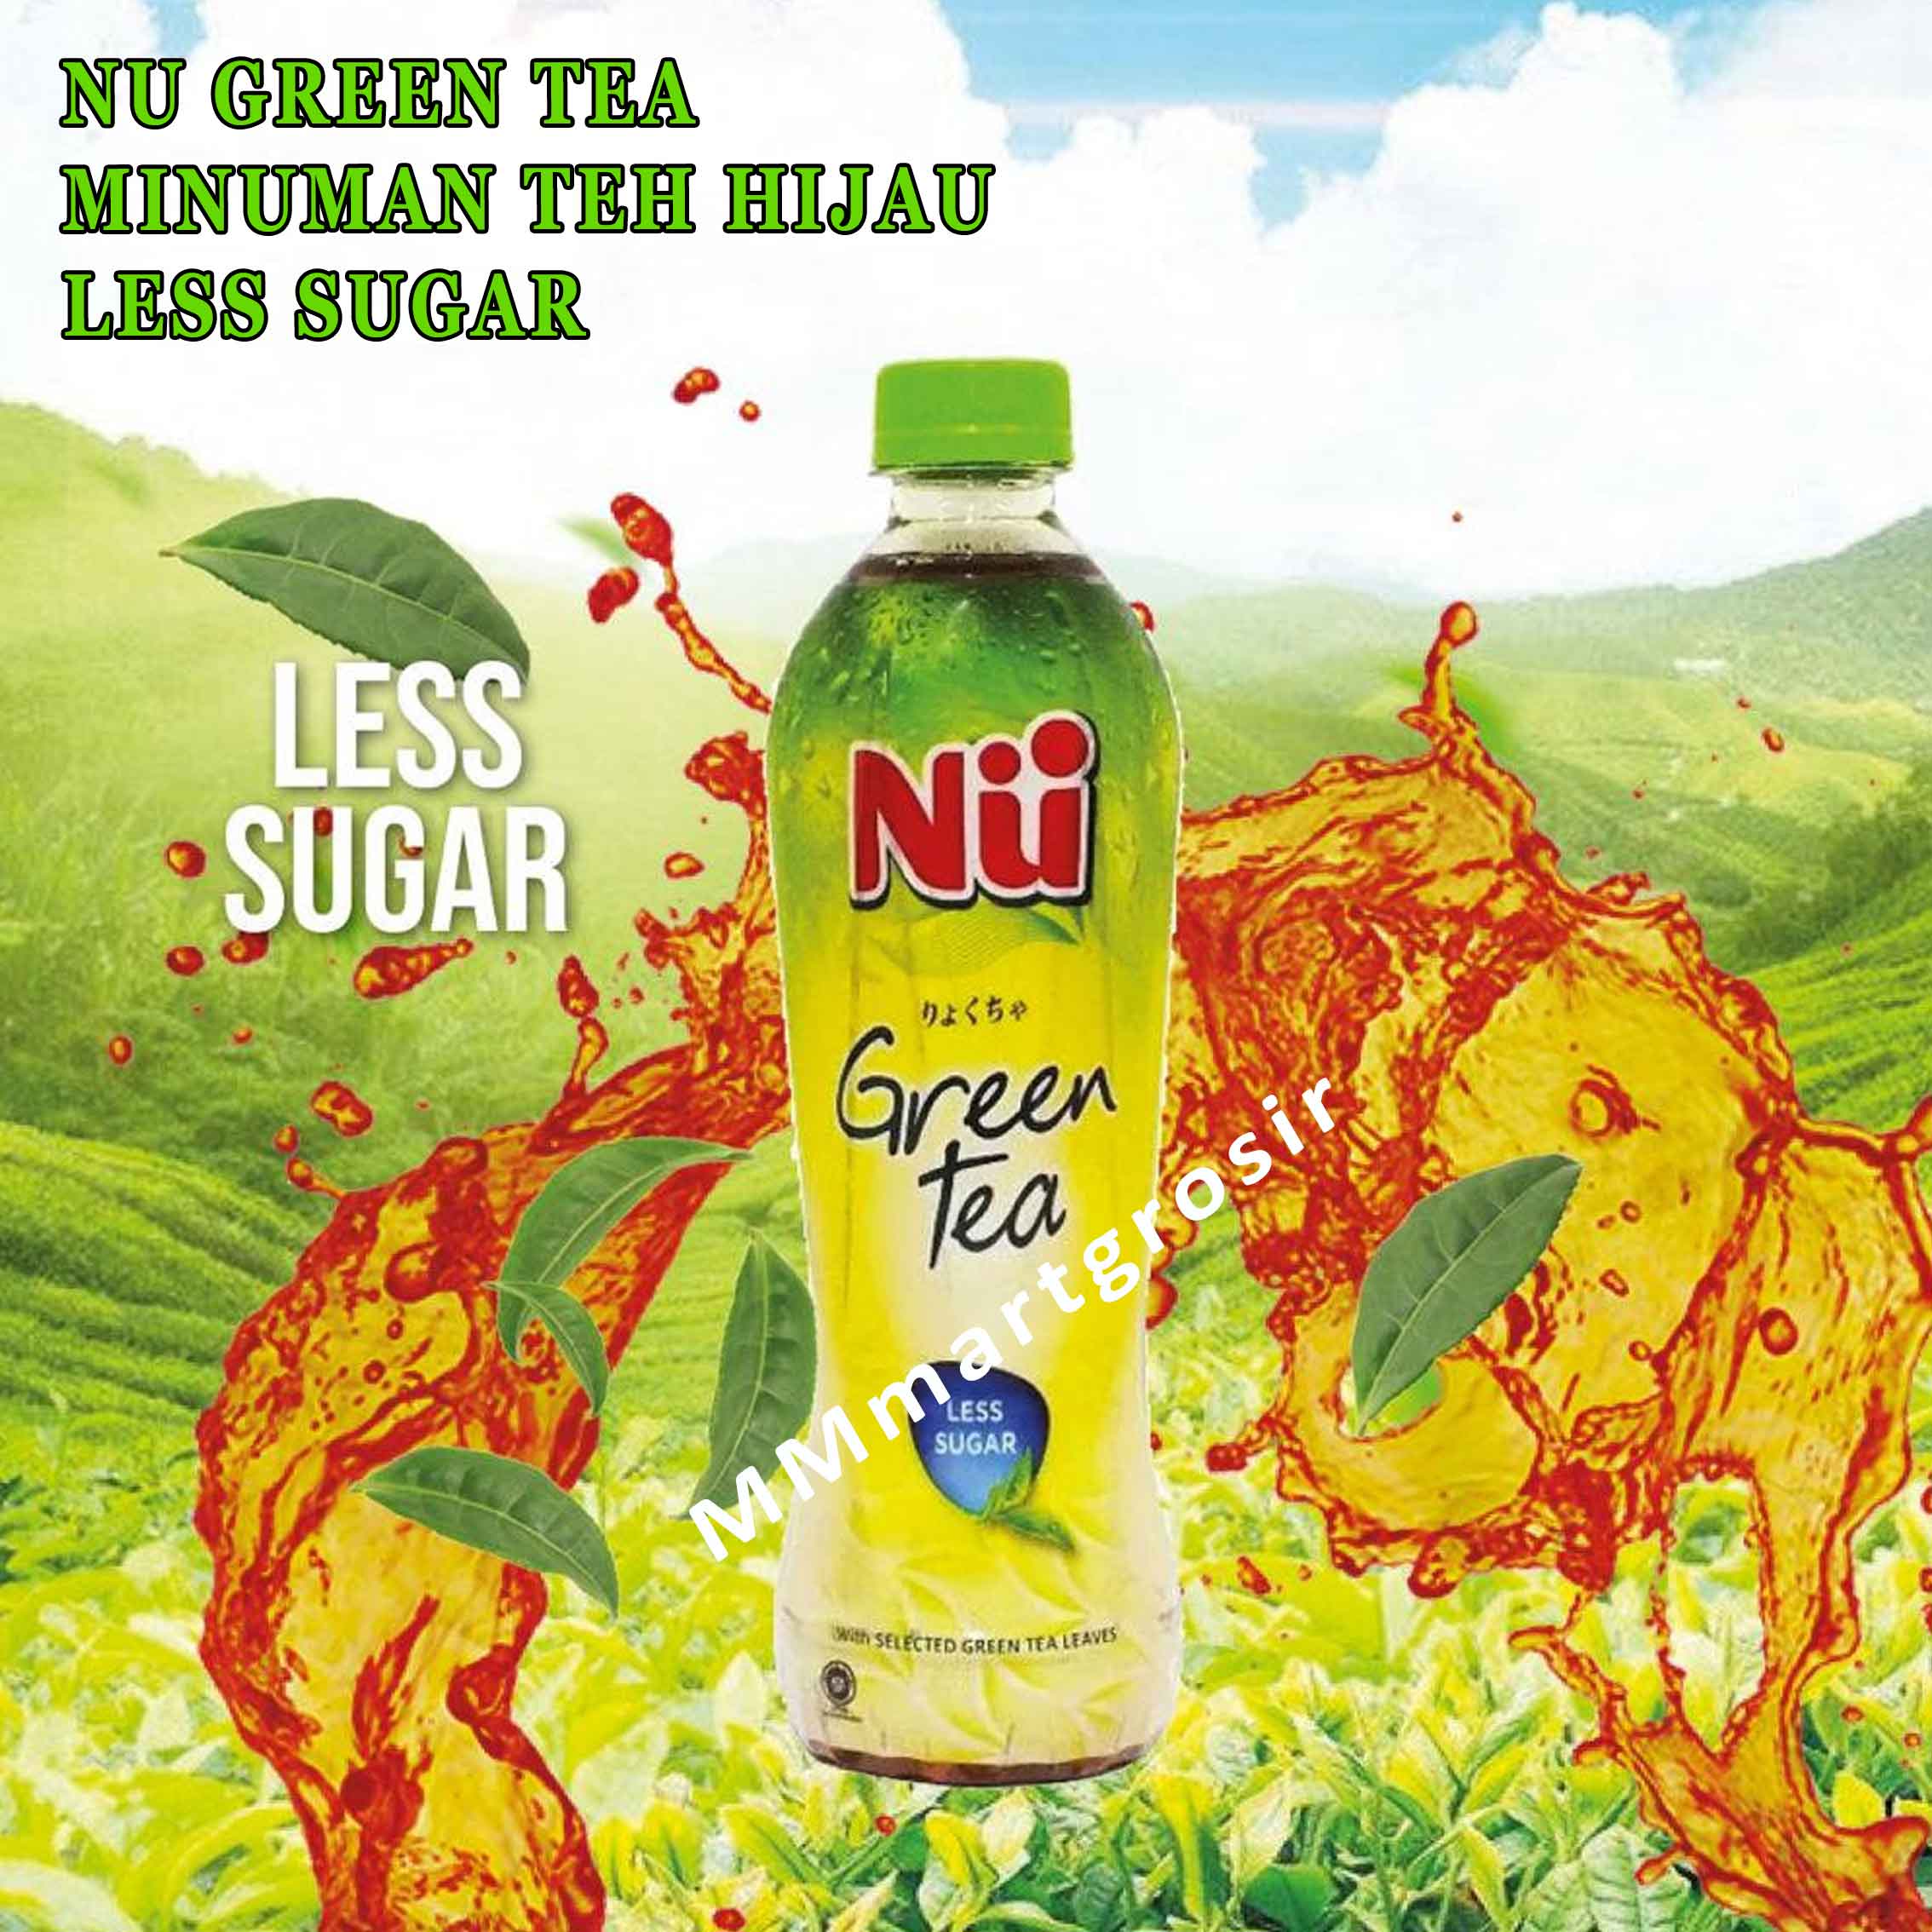 NU GREEN TEA
MINUMAN TEH HIJAU
LESS SUGAR
LESS
SUGAR
Nü
りょくちゃ
Green
Tea
MMmartgrosir
LESS
SUGAR
With SELECTED GREEN TEA LEAVES